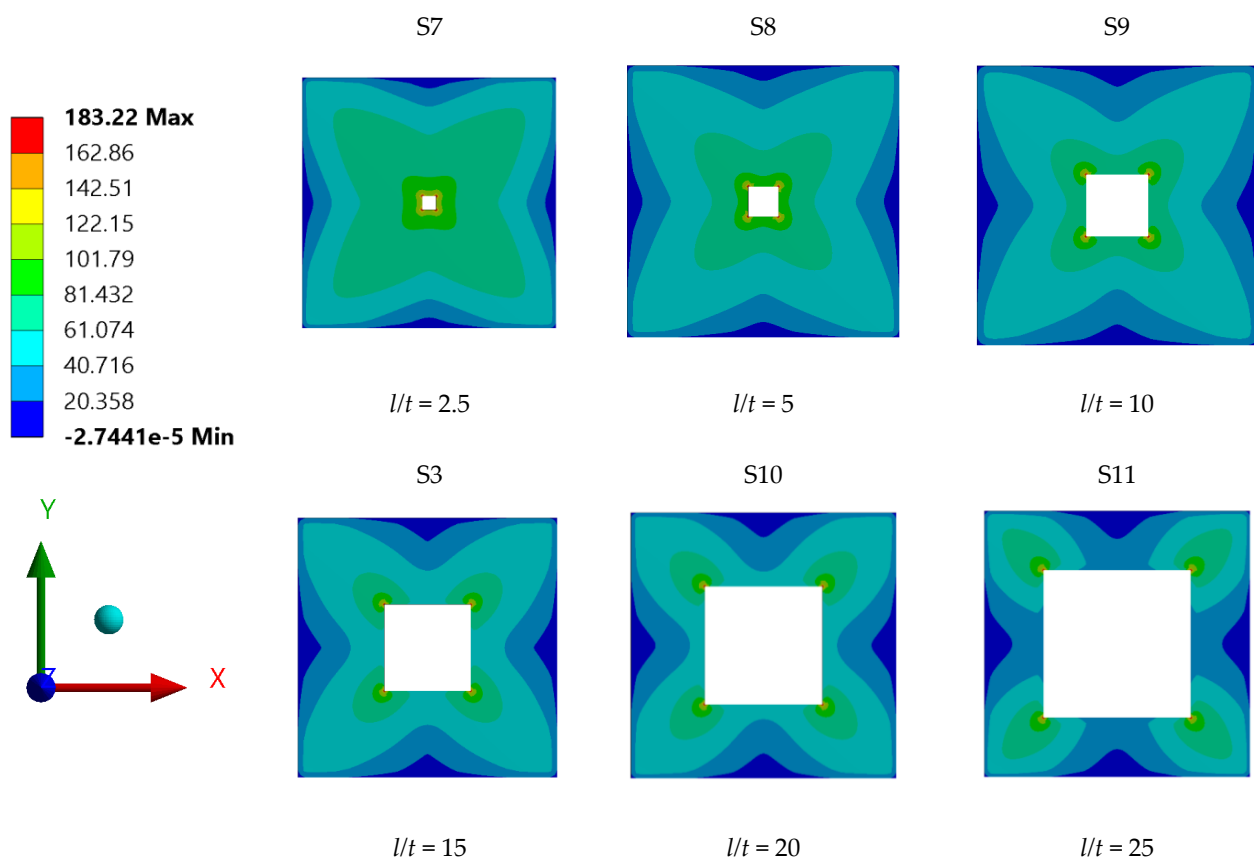 S7
S8
S9
183.22 Max
162.86
142.51
122.15
101.79
81.432
61.074
40.716
20.358
-2.7441e-5 Min
l/t = 2.5
l/t = 5
l/t = 10
S3
S10
S11
Y
Z
X
l/t = 15
l/t = 20
l/t = 25